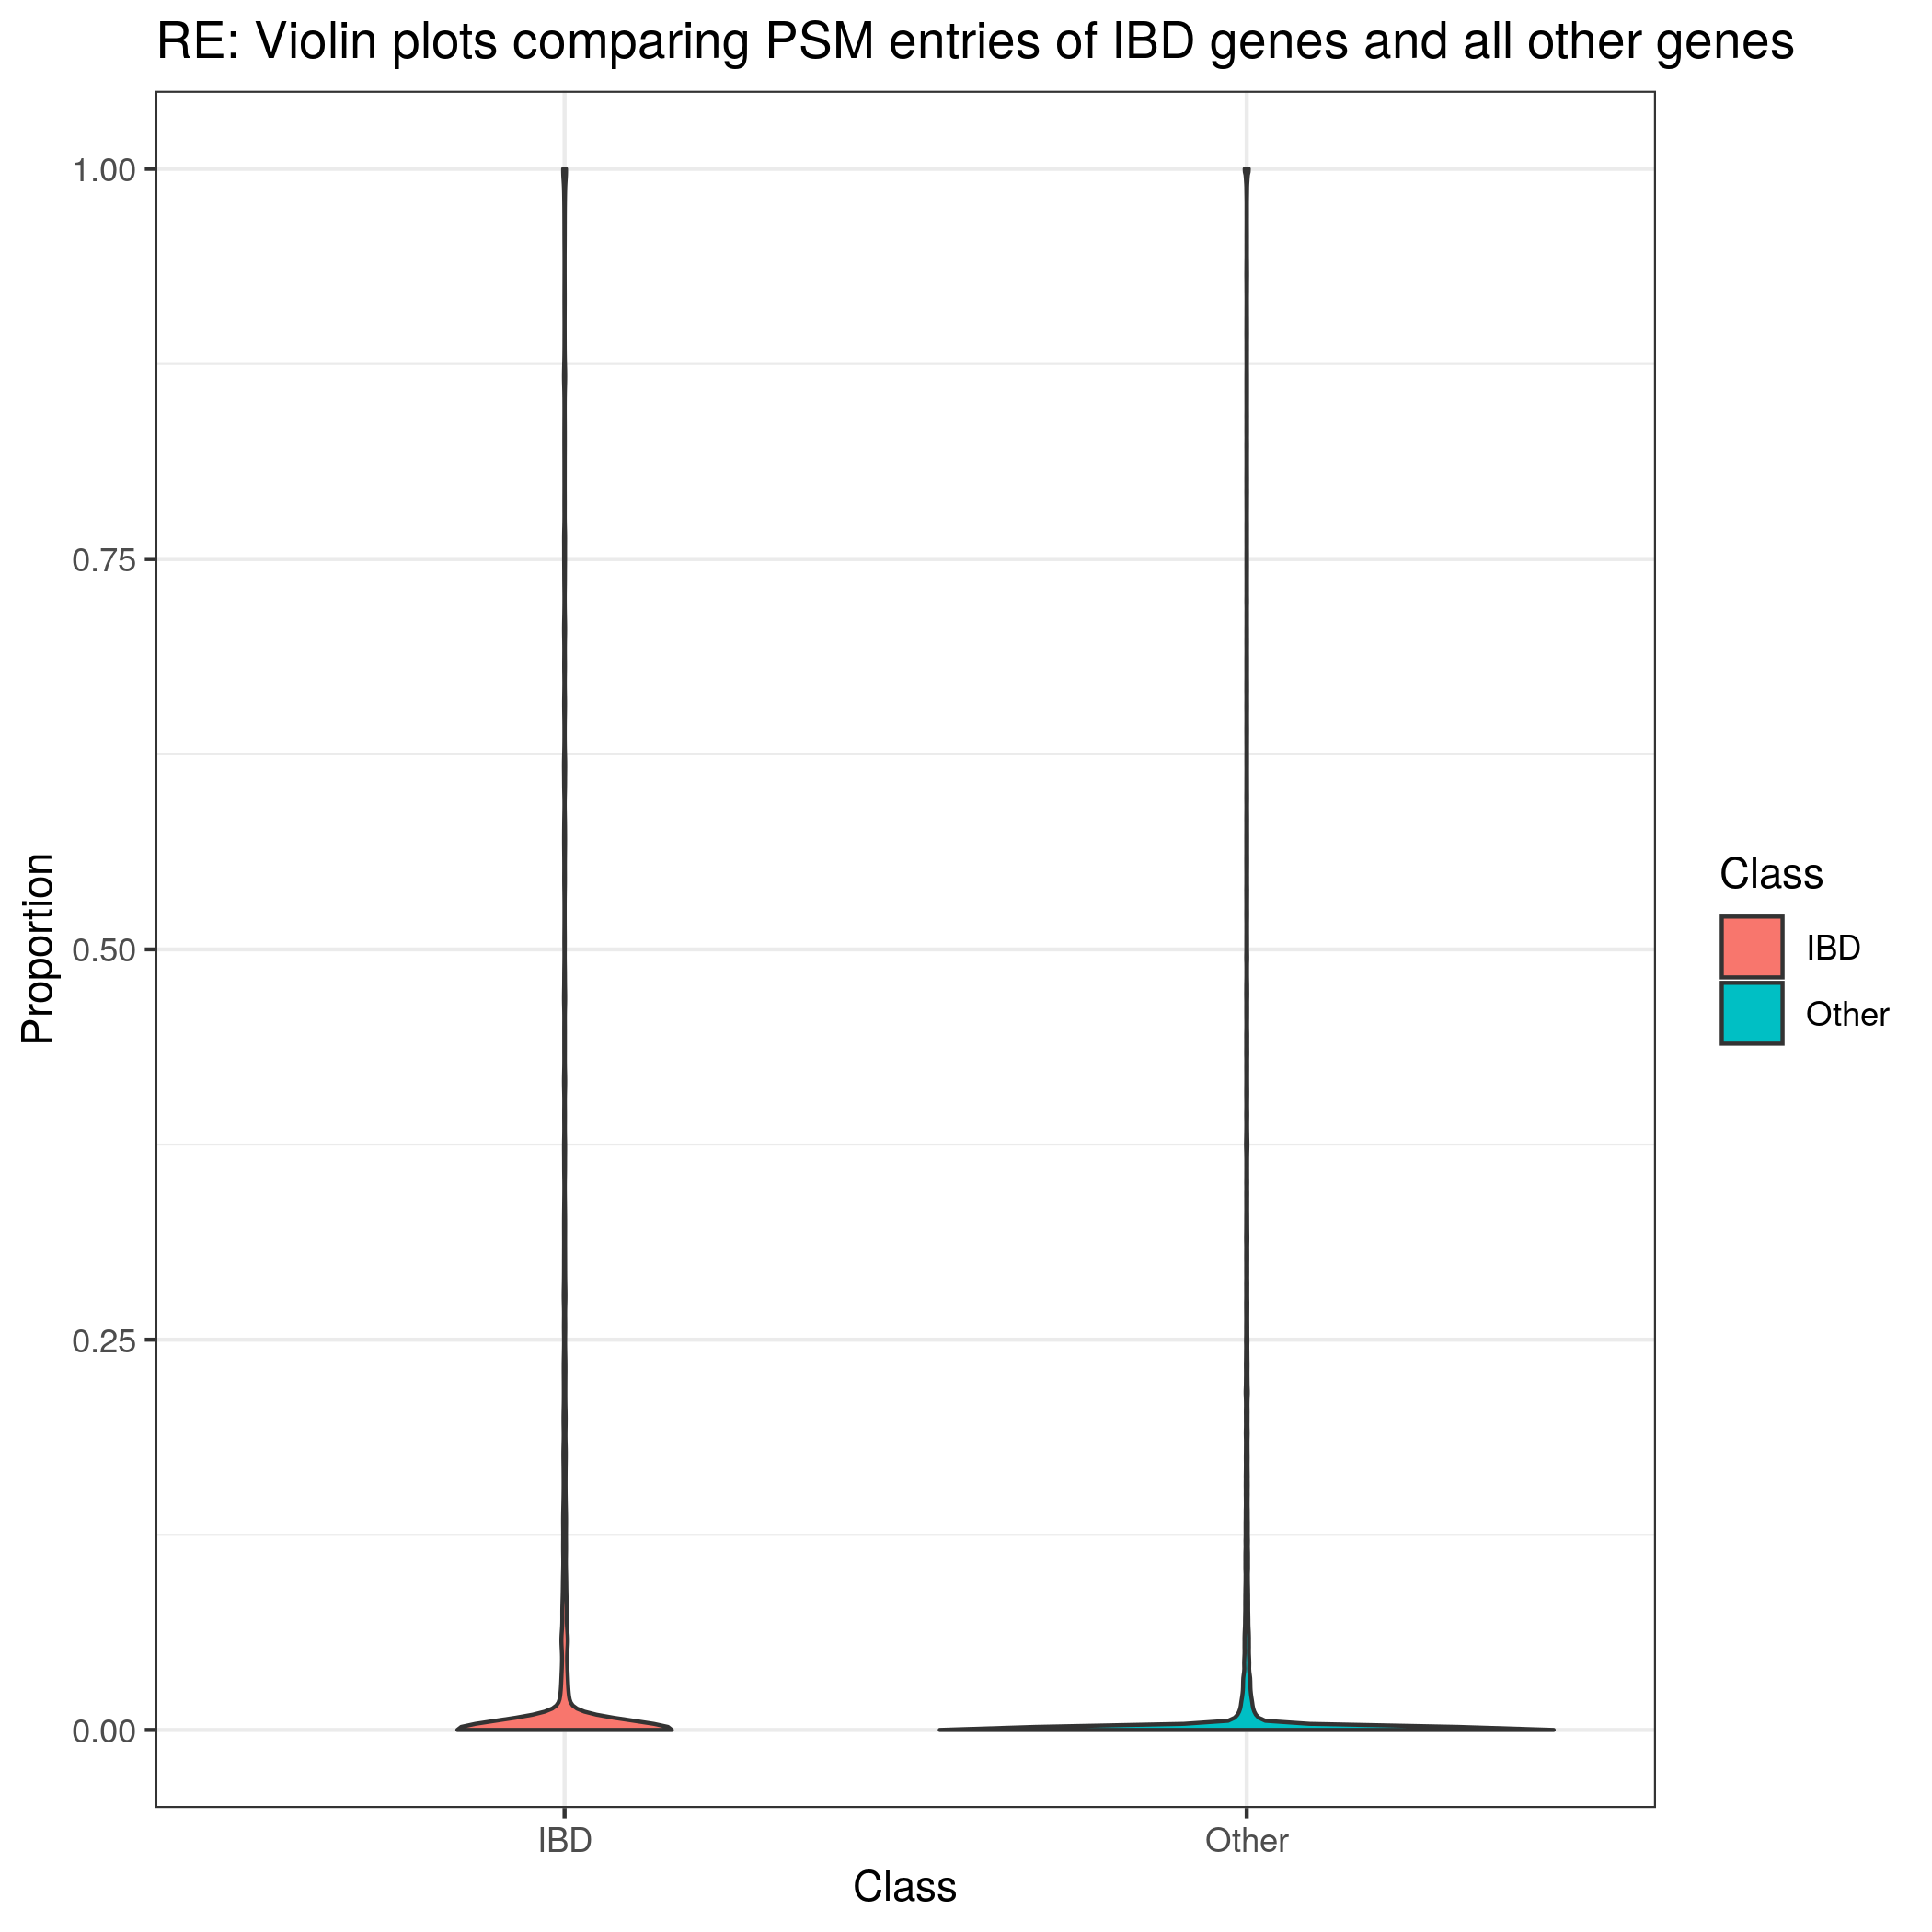 RE: Violin plots comparing PSM entries of IBD genes and all other genes
1.00
0.75
0.50
0.25
0.00
Proportion
IBD
Other
Class
Class
IBD
Other